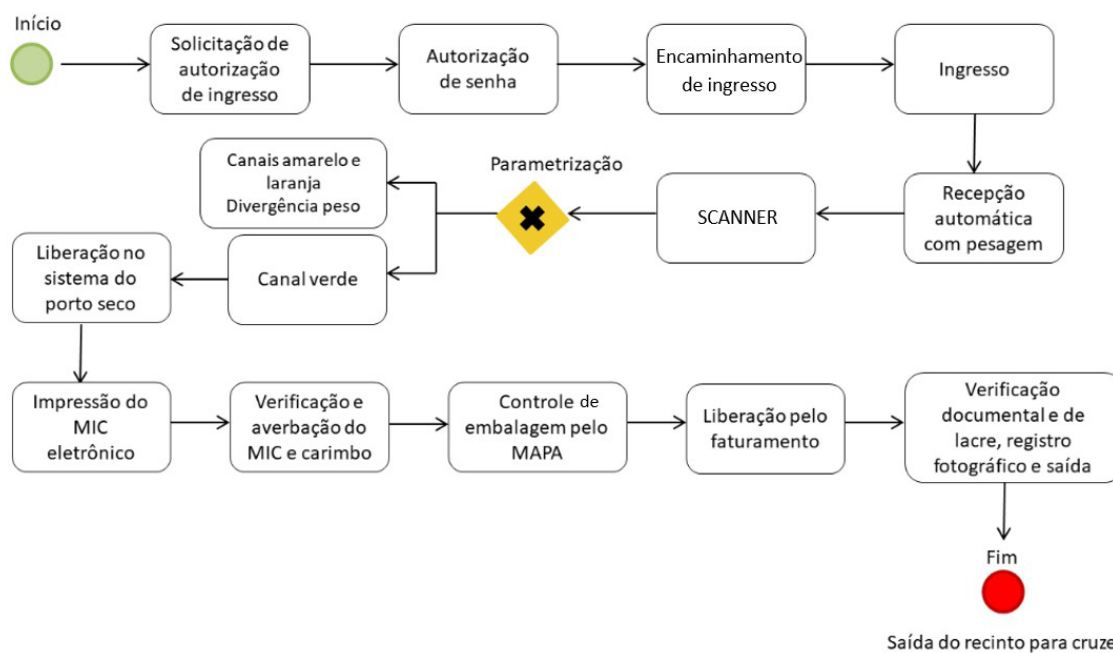 Início
Solicitação de
autorização
de ingresso
Autorização
de senha
Encaminhamento
de ingresso
Ingresso
Recepção
automática
com pesagem
SCANNER
Parametrização
Canais amarelo e
laranja
Divergência peso
Canal verde
Liberação no
sistema do
porto seco
Impressão do
MIC
eletrônico
Verificação e
averbação do
MIC e carimbo
Controle de
embalagem pelo
MAPA
Liberação pelo
faturamento
Verificação
documental e de
lacre, registro
fotográfico e saída
Fim
Saída do recinto para cruze